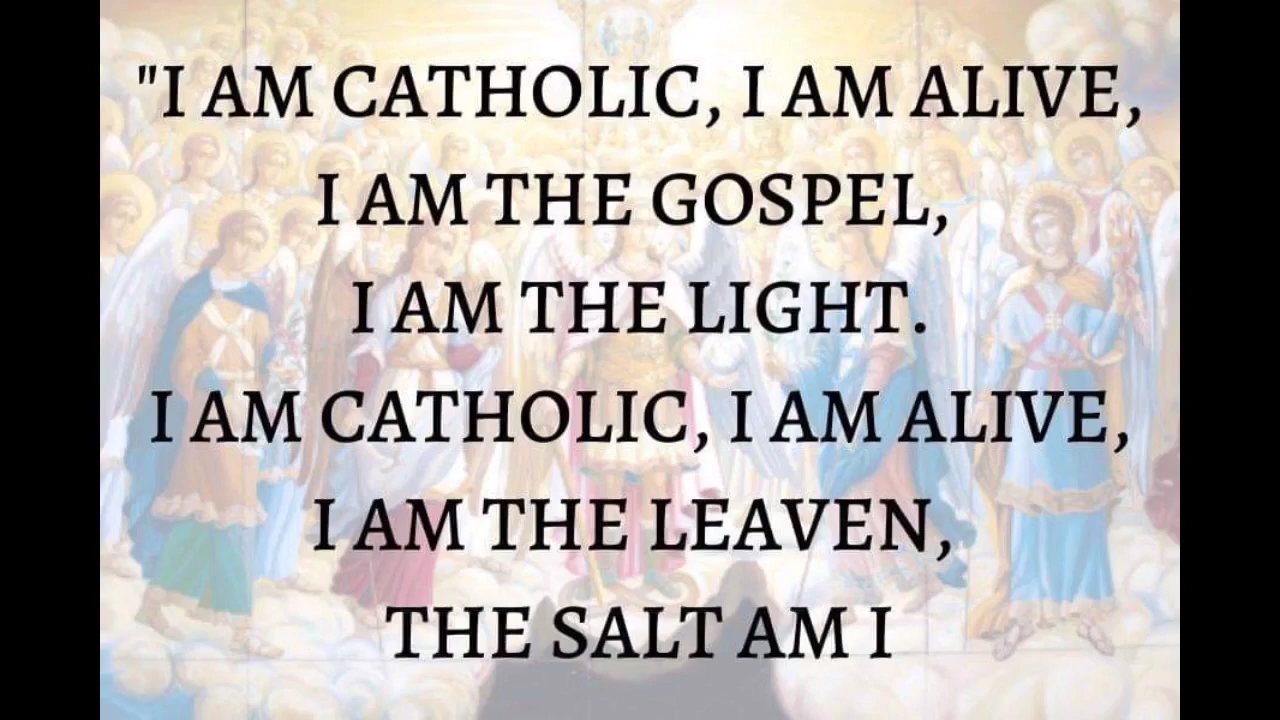 "I AM CATHOLIC, I AM ALIVE,
I AM THE GOSPEL,
I AM THE LIGHT.
I AM CATHOLIC, I AM ALIVE,
I AM THE LEAVEN,
THE SALT AM I